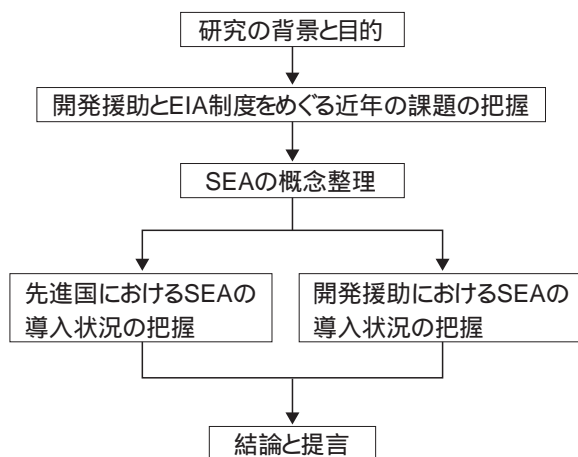 研究の背景と目的
開発援助とEIA制度をめぐる近年の課題の把握
SEAの概念整理
先進国におけるSEAの
導入状況の把握
開発援助におけるSEAの
導入状況の把握
結論と提言